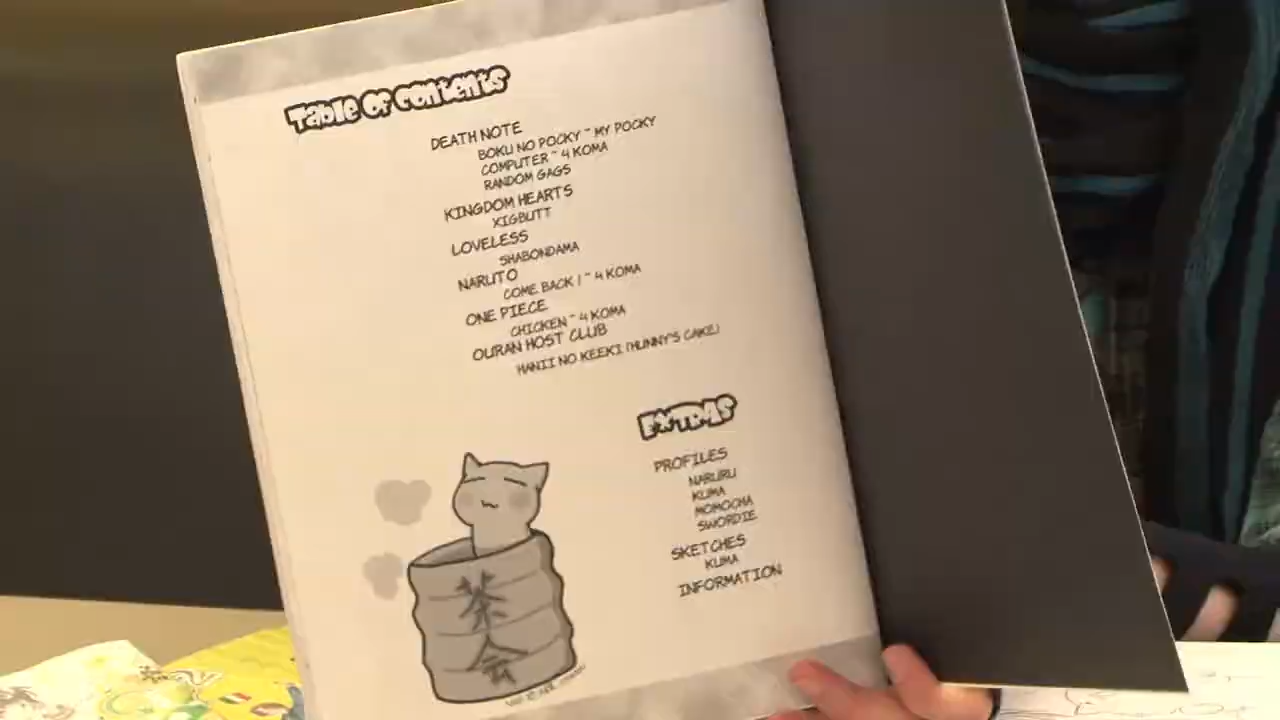 Table Of Contents
DEATH NOTE
BOKU NO POCKY ~ MY POCKY
COMPUTER ~ 4 KOMA
RANDOM GAGS
KINGDOM HEARTS
XIGBUTT
LOVELESS
SHABONDAMA
NARUTO
COME BACK! ~ 4 KOMA
ONE PIECE
CHICKEN ~ 4 KOMA
OURAN HOST CLUB
HANII NO KEEKI (HUNNY'S CAKE)
EXTRAS
PROFILES
NARURU
KUMA
MOMOCHA
SWORDIE
SKETCHES
KUMA
INFORMATION
茶